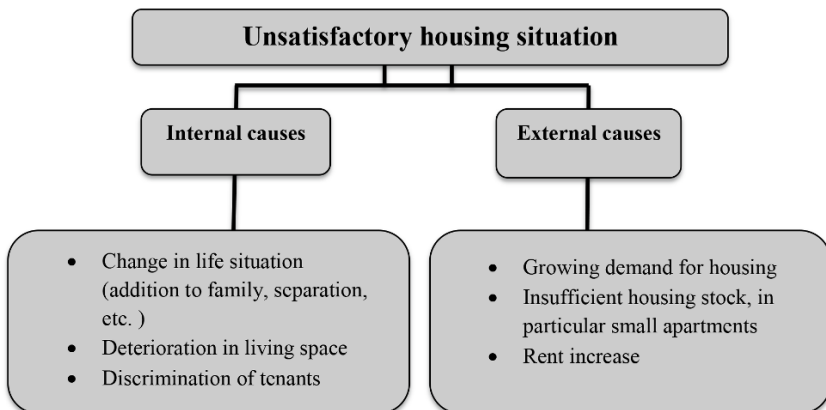 Unsatisfactory housing situation
Internal causes
External causes
• Change in life situation
(addition to family, separation,
etc. )
• Deterioration in living space
• Discrimination of tenants
• Growing demand for housing
• Insufficient housing stock, in
particular small apartments
• Rent increase